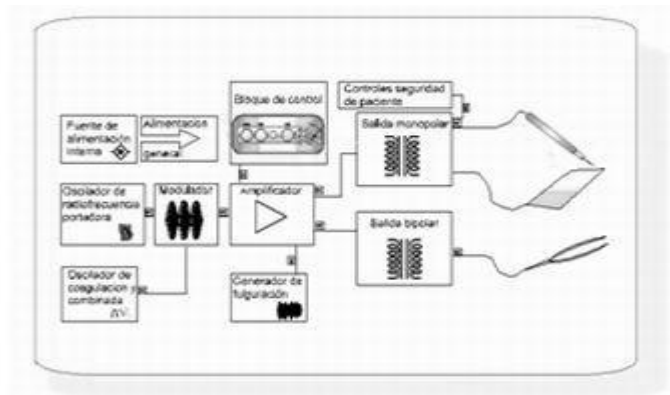 Controles seguridad
de paciente
Bloque de control
Fuente de
alimentación
interna
Alimentación
general
Salida monopolar
Oscilador de
radiofrecuencia
portadora
Modulador
Amplificador
Salida bipolar
Oscilador de
coagulacion y
combinada
Generador de
fulguración